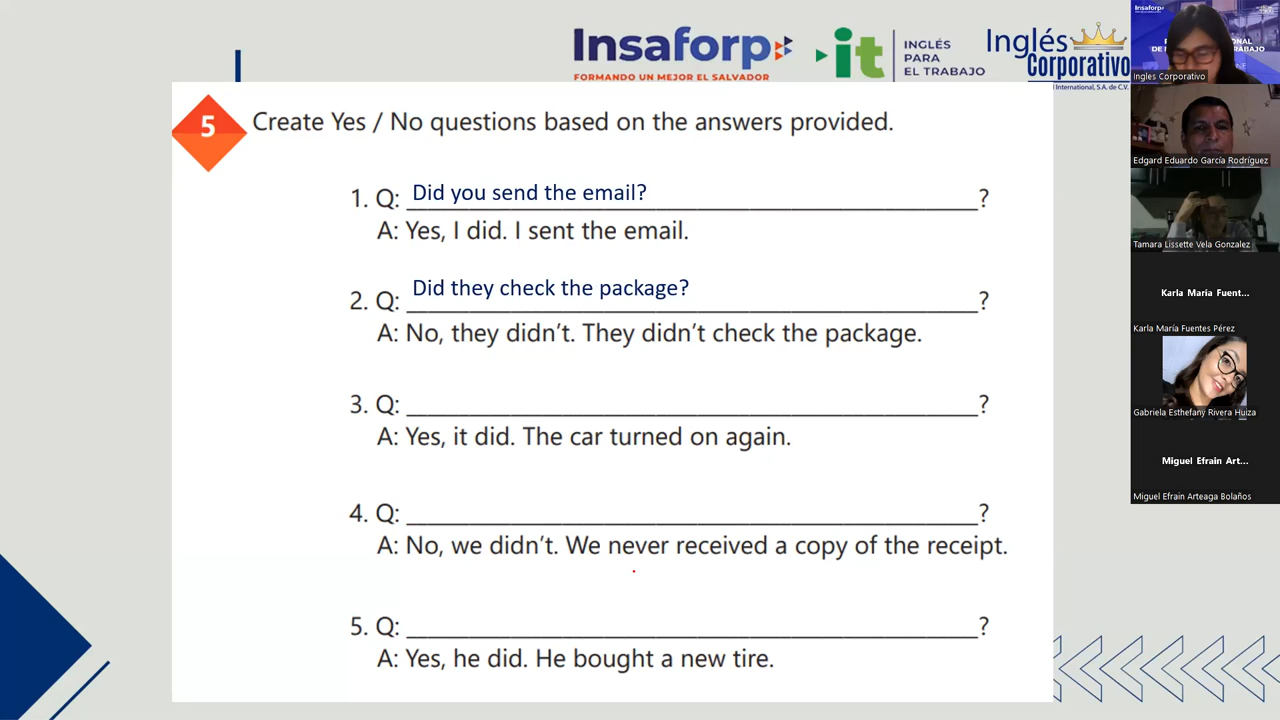 Insaforp
FORMANDO UN MEJOR EL SALVADOR
it
INGLÉS
PARA
EL TRABAJO
Inglés
Corporativo
l International, S.A. de C.V.
5
Create Yes / No questions based on the answers provided.
1. Q: Did you send the email? ?
A: Yes, I did. I sent the email.
2. Q: Did they check the package? ?
A: No, they didn't. They didn't check the package.
3. Q: ?
A: Yes, it did. The car turned on again.
4. Q: ?
A: No, we didn't. We never received a copy of the receipt.
5. Q: ?
A: Yes, he did. He bought a new tire.
Insaforp
Ingles Corporativo
Edgard Eduardo García Rodríguez
Tamara Lissette Vela Gonzalez
Karla María Fuent...
Karla María Fuentes Pérez
Gabriela Esthefany Rivera Huiza
Miguel Efrain Art...
Miguel Efrain Arteaga Bolaños